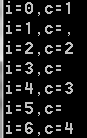 i=0,c=1
i=1,c=,
i=2,c=2
i=3,c=
i=4,c=3
i=5,c=
i=6,c=4